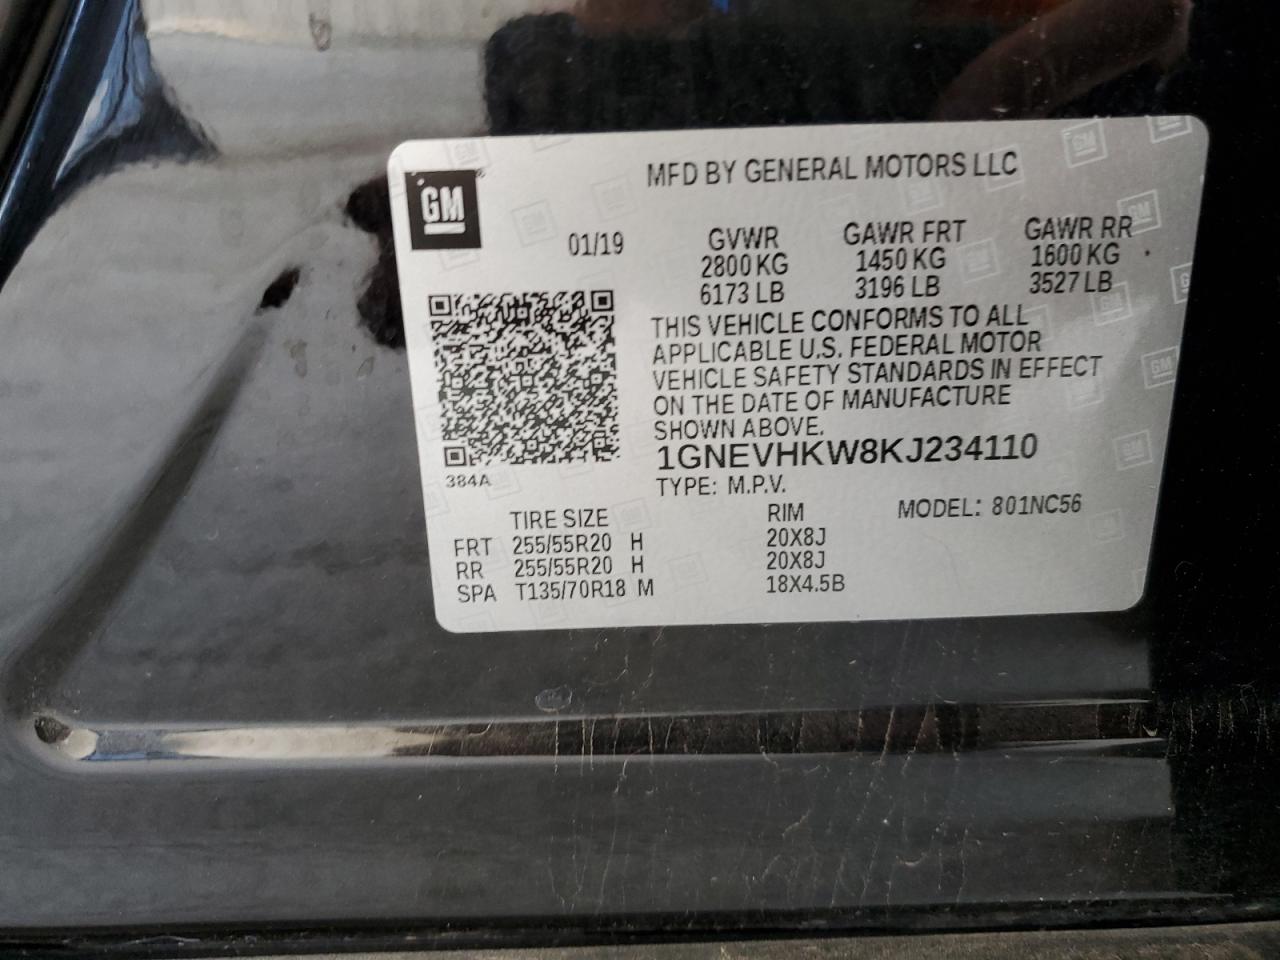 GM
MFD BY GENERAL MOTORS LLC
01/19
GVWR GAWR FRT GAWR RR
2800 KG 1450 KG 1600 KG
6173 LB 3196 LB 3527 LB
THIS VEHICLE CONFORMS TO ALL
APPLICABLE U.S. FEDERAL MOTOR
VEHICLE SAFETY STANDARDS IN EFFECT
ON THE DATE OF MANUFACTURE
SHOWN ABOVE.
1GNEVHKW8KJ234110
384A
TYPE: M.P.V.
MODEL: 801NC56
TIRE SIZE RIM
FRT 255/55R20 H 20X8J
RR 255/55R20 H 20X8J
SPA T135/70R18 M 18X4.5B